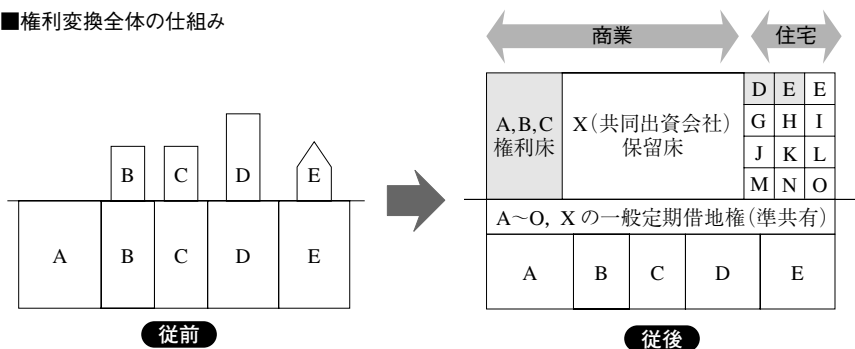 ■権利変換全体の仕組み
B
C
D
E
A
B
C
D
E
従前
商業
住宅
A,B,C
権利床
X(共同出資会社)
保留床
D E E
G H I
J K L
M N O
A〜O, X の一般定期借地権(準共有)
A
B
C
D
E
従後